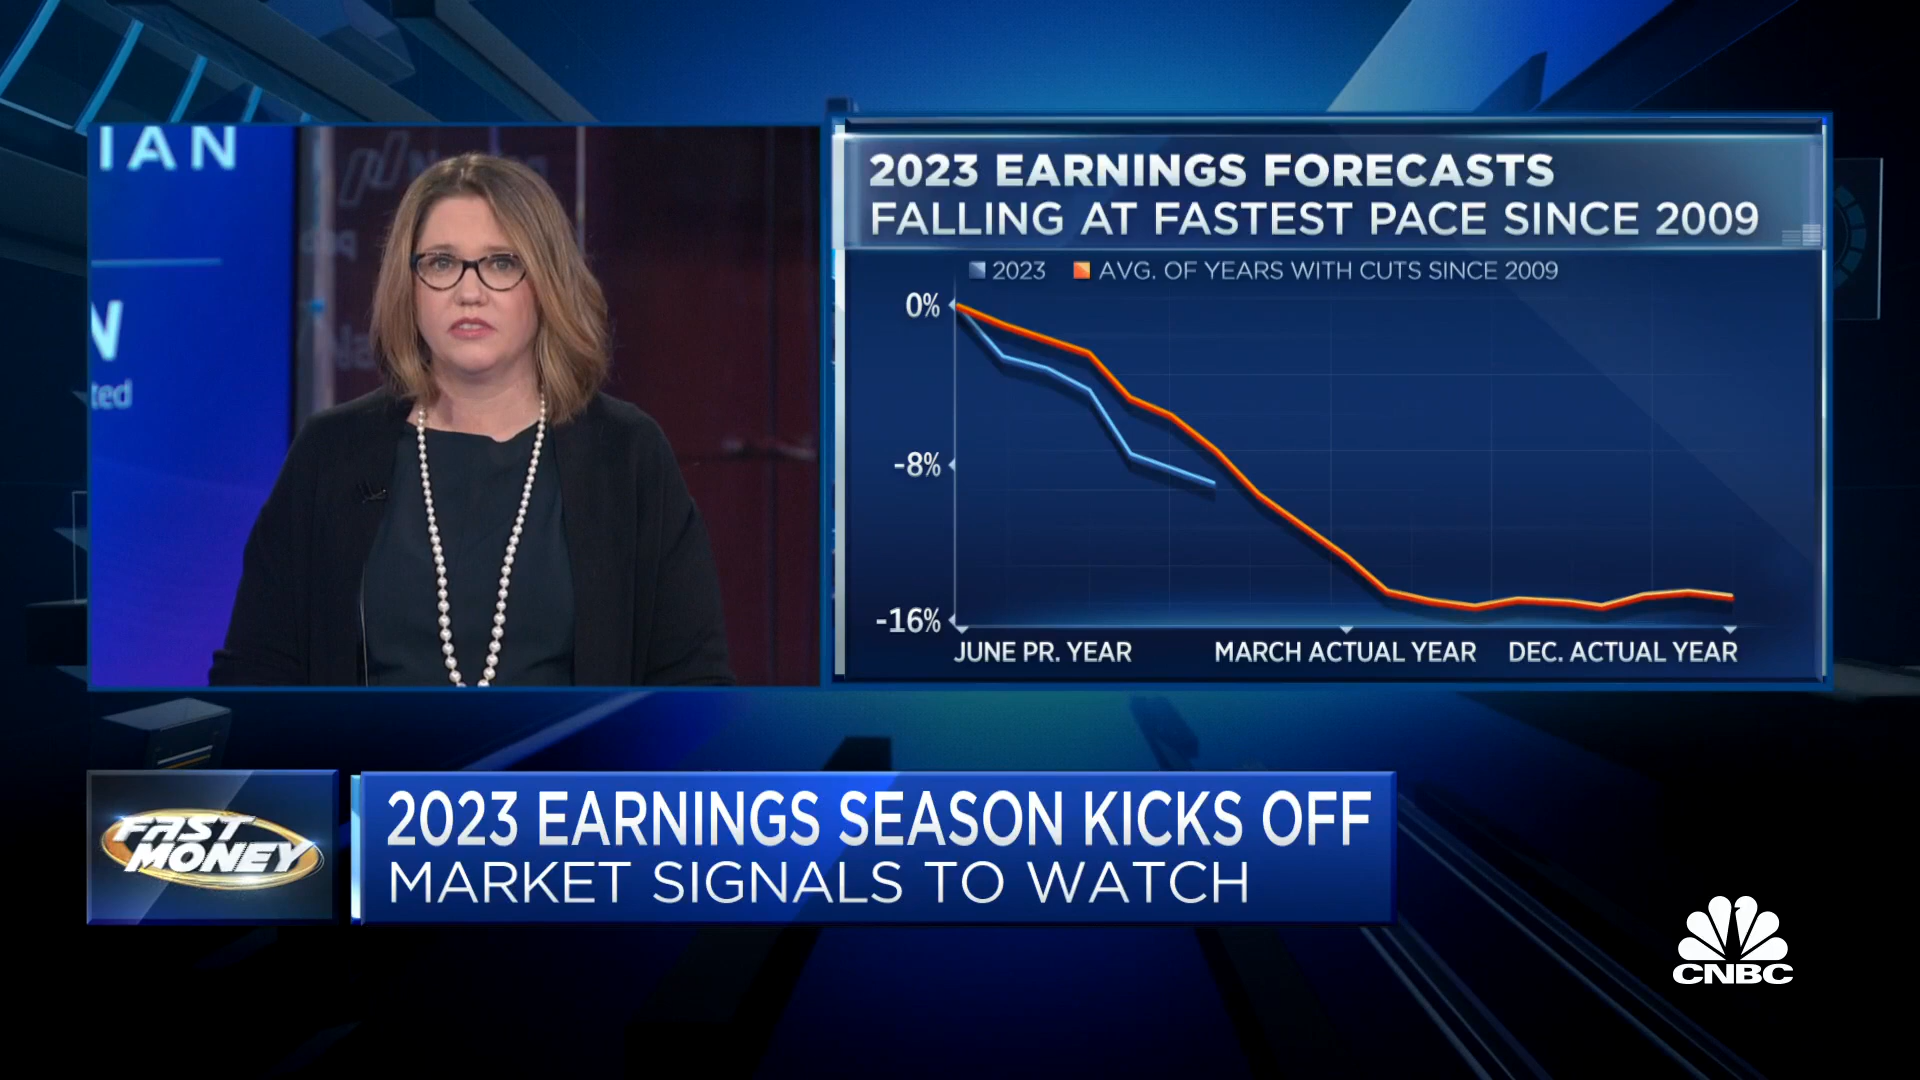 IAN
N
ted
2023 EARNINGS FORECASTS
FALLING AT FASTEST PACE SINCE 2009
2023
AVG. OF YEARS WITH CUTS SINCE 2009
0%
-8%
-16%
JUNE PR. YEAR
MARCH ACTUAL YEAR
DEC. ACTUAL YEAR
FAST
MONEY
2023 EARNINGS SEASON KICKS OFF
MARKET SIGNALS TO WATCH
CNBC